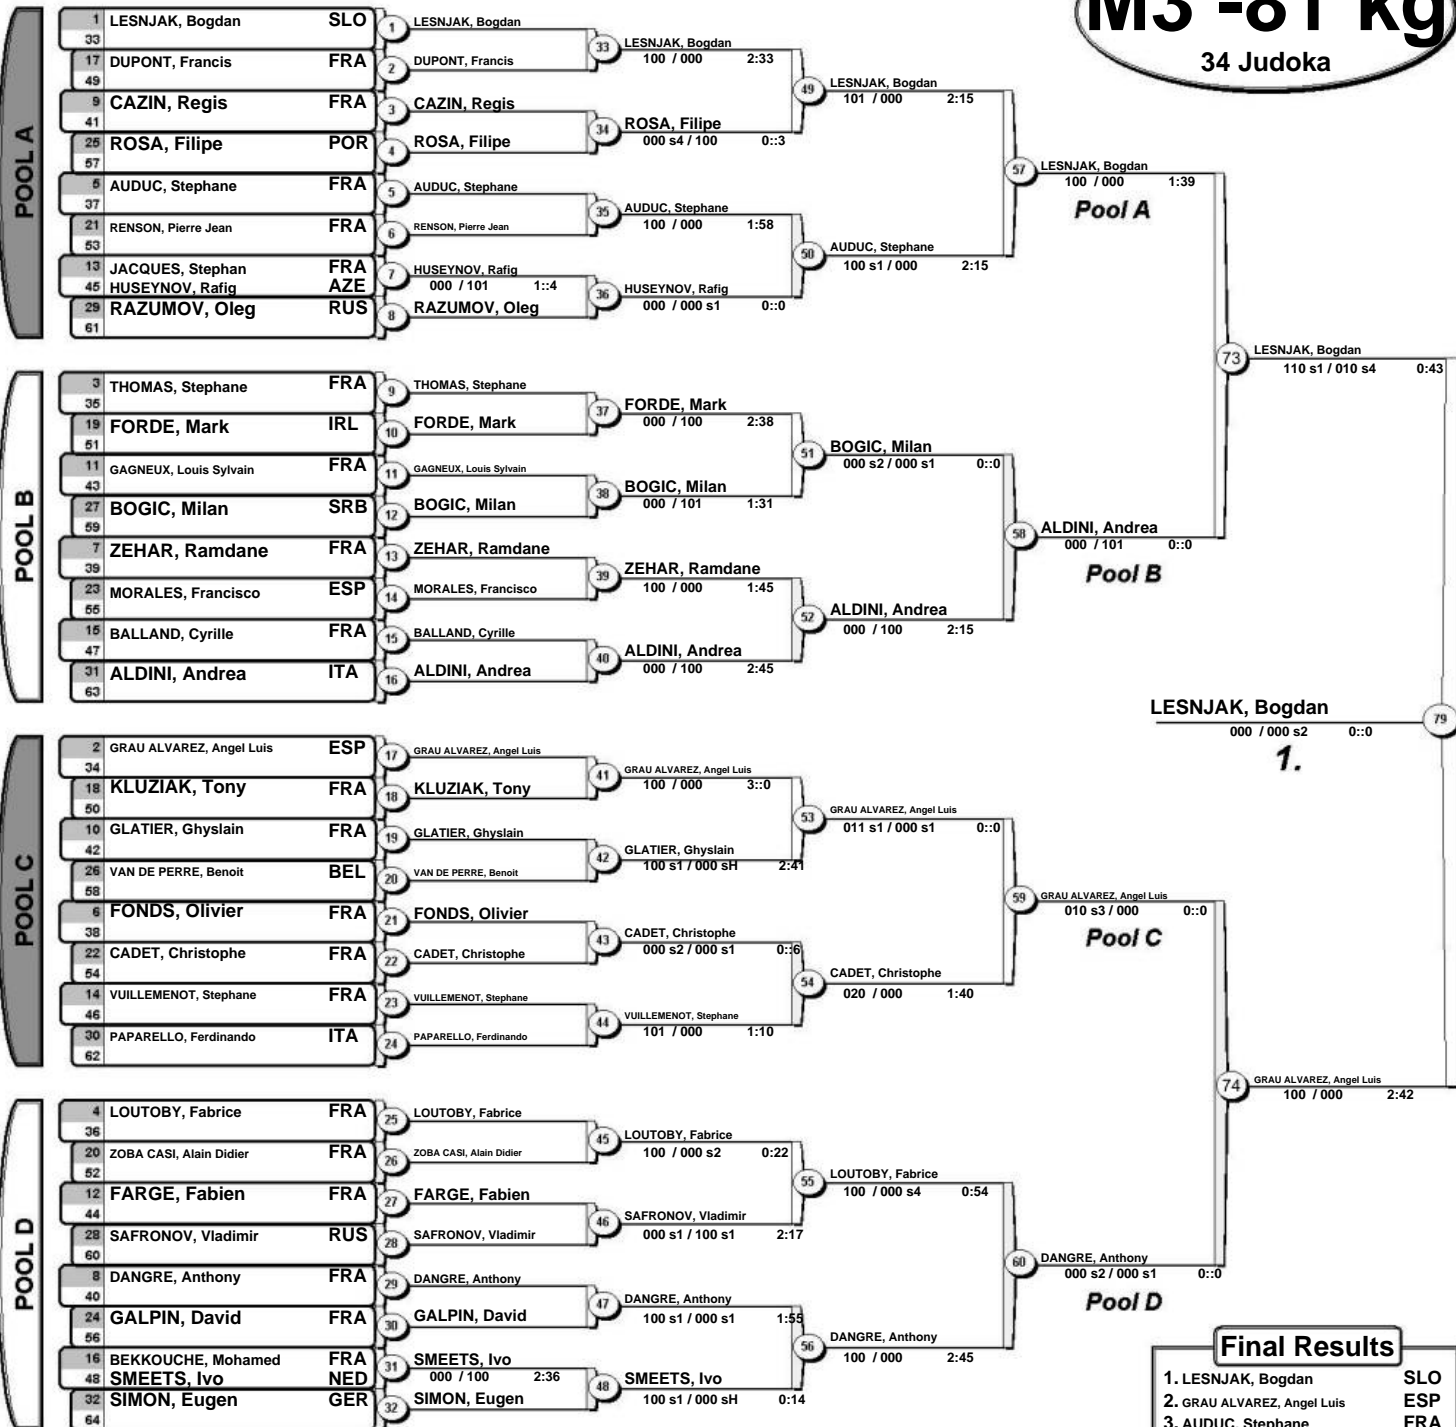 M3 -81 kg
34 Judoka
POOL A
1 LESNJAK, Bogdan SLO
33
17 DUPONT, Francis FRA
49
9 CAZIN, Regis FRA
41
25 ROSA, Filipe POR
57
5 AUDUC, Stephane FRA
37
21 RENSON, Pierre Jean FRA
53
13 JACQUES, Stephan FRA
45 HUSEYNOV, Rafig AZE
29 RAZUMOV, Oleg RUS
61
1 LESNJAK, Bogdan
2 DUPONT, Francis
3 CAZIN, Regis
4 ROSA, Filipe
5 AUDUC, Stephane
6 RENSON, Pierre Jean
7 HUSEYNOV, Rafig
000 / 101 1::4
8 RAZUMOV, Oleg
33 LESNJAK, Bogdan
100 / 000 2:33
34 ROSA, Filipe
000 s4 / 100 0::3
35 AUDUC, Stephane
100 / 000 1:58
36 HUSEYNOV, Rafig
000 / 000 s1 0::0
49 LESNJAK, Bogdan
101 / 000 2:15
50 AUDUC, Stephane
100 s1 / 000 2:15
57 LESNJAK, Bogdan
100 / 000 1:39
Pool A
POOL B
3 THOMAS, Stephane FRA
35
19 FORDE, Mark IRL
51
11 GAGNEUX, Louis Sylvain FRA
43
27 BOGIC, Milan SRB
59
7 ZEHAR, Ramdane FRA
39
23 MORALES, Francisco ESP
55
15 BALLAND, Cyrille FRA
47
31 ALDINI, Andrea ITA
63
9 THOMAS, Stephane
10 FORDE, Mark
11 GAGNEUX, Louis Sylvain
12 BOGIC, Milan
13 ZEHAR, Ramdane
14 MORALES, Francisco
15 BALLAND, Cyrille
16 ALDINI, Andrea
37 FORDE, Mark
000 / 100 2:38
38 BOGIC, Milan
000 / 101 1:31
39 ZEHAR, Ramdane
100 / 000 1:45
40 ALDINI, Andrea
000 / 100 2:45
51 BOGIC, Milan
000 s2 / 000 s1 0::0
52 ALDINI, Andrea
000 / 100 2:15
58 ALDINI, Andrea
000 / 101 0::0
Pool B
73 LESNJAK, Bogdan
110 s1 / 010 s4 0:43
LESNJAK, Bogdan 79
000 / 000 s2 0::0
1.
POOL C
2 GRAU ALVAREZ, Angel Luis ESP
34
18 KLUZIAK, Tony FRA
50
10 GLATIER, Ghyslain FRA
42
26 VAN DE PERRE, Benoit BEL
58
6 FONDS, Olivier FRA
38
22 CADET, Christophe FRA
54
14 VUILLEMENOT, Stephane FRA
46
30 PAPARELLO, Ferdinando ITA
62
17 GRAU ALVAREZ, Angel Luis
18 KLUZIAK, Tony
19 GLATIER, Ghyslain
20 VAN DE PERRE, Benoit
21 FONDS, Olivier
22 CADET, Christophe
23 VUILLEMENOT, Stephane
24 PAPARELLO, Ferdinando
41 GRAU ALVAREZ, Angel Luis
100 / 000 3::0
42 GLATIER, Ghyslain
100 s1 / 000 sH 2:41
43 CADET, Christophe
000 s2 / 000 s1 0::6
44 VUILLEMENOT, Stephane
101 / 000 1:10
53 GRAU ALVAREZ, Angel Luis
011 s1 / 000 s1 0::0
54 CADET, Christophe
020 / 000 1:40
59 GRAU ALVAREZ, Angel Luis
010 s3 / 000 0::0
Pool C
POOL D
4 LOUTOBY, Fabrice FRA
36
20 ZOBA CASI, Alain Didier FRA
52
12 FARGE, Fabien FRA
44
28 SAFRONOV, Vladimir RUS
60
8 DANGRE, Anthony FRA
40
24 GALPIN, David FRA
56
16 BEKKOUCHE, Mohamed FRA
48 SMEETS, Ivo NED
32 SIMON, Eugen GER
64
25 LOUTOBY, Fabrice
26 ZOBA CASI, Alain Didier
27 FARGE, Fabien
28 SAFRONOV, Vladimir
29 DANGRE, Anthony
30 GALPIN, David
31 SMEETS, Ivo
000 / 100 2:36
32 SIMON, Eugen
45 LOUTOBY, Fabrice
100 / 000 s2 0:22
46 SAFRONOV, Vladimir
000 s1 / 100 s1 2:17
47 DANGRE, Anthony
100 s1 / 000 s1 1:55
48 SMEETS, Ivo
100 s1 / 000 sH 0:14
55 LOUTOBY, Fabrice
100 / 000 s4 0:54
56 DANGRE, Anthony
100 / 000 2:45
60 DANGRE, Anthony
000 s2 / 000 s1 0::0
Pool D
74 GRAU ALVAREZ, Angel Luis
100 / 000 2:42
Final Results
1. LESNJAK, Bogdan SLO
2. GRAU ALVAREZ, Angel Luis ESP
3. AUDUC, Stephane FRA